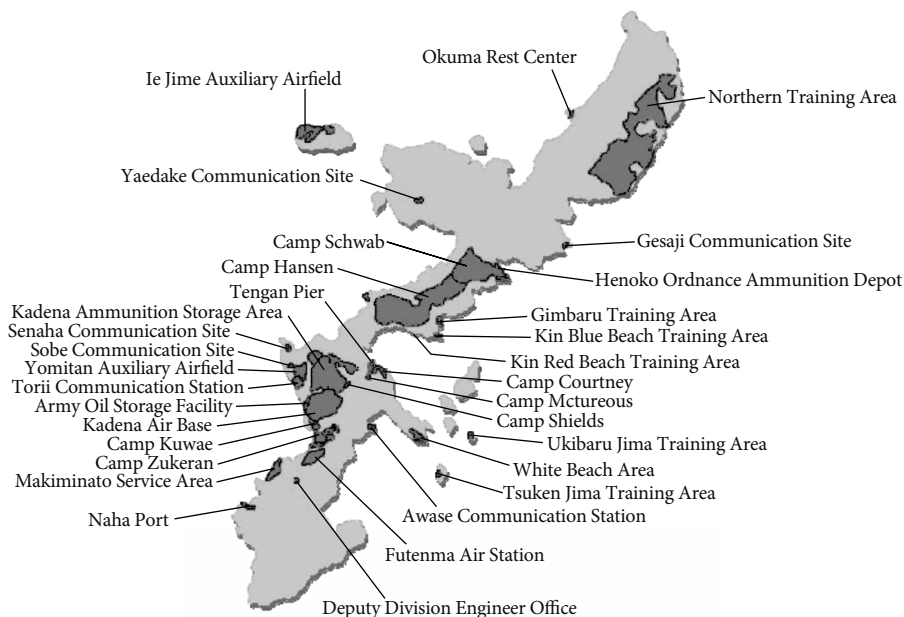 Okuma Rest Center
Ie Jime Auxiliary Airfield
Northern Training Area
Yaedake Communication Site
Camp Schwab
Gesaji Communication Site
Camp Hansen
Henoko Ordnance Ammunition Depot
Tengan Pier
Kadena Ammunition Storage Area
Gimbaru Training Area
Senaha Communication Site
Kin Blue Beach Training Area
Sobe Communication Site
Kin Red Beach Training Area
Yomitan Auxiliary Airfield
Camp Courtney
Torii Communication Station
Camp Mctureous
Army Oil Storage Facility
Camp Shields
Kadena Air Base
Camp Kuwae
Ukibaru Jima Training Area
Camp Zukeran
White Beach Area
Makiminato Service Area
Tsuken Jima Training Area
Naha Port
Awase Communication Station
Futenma Air Station
Deputy Division Engineer Office